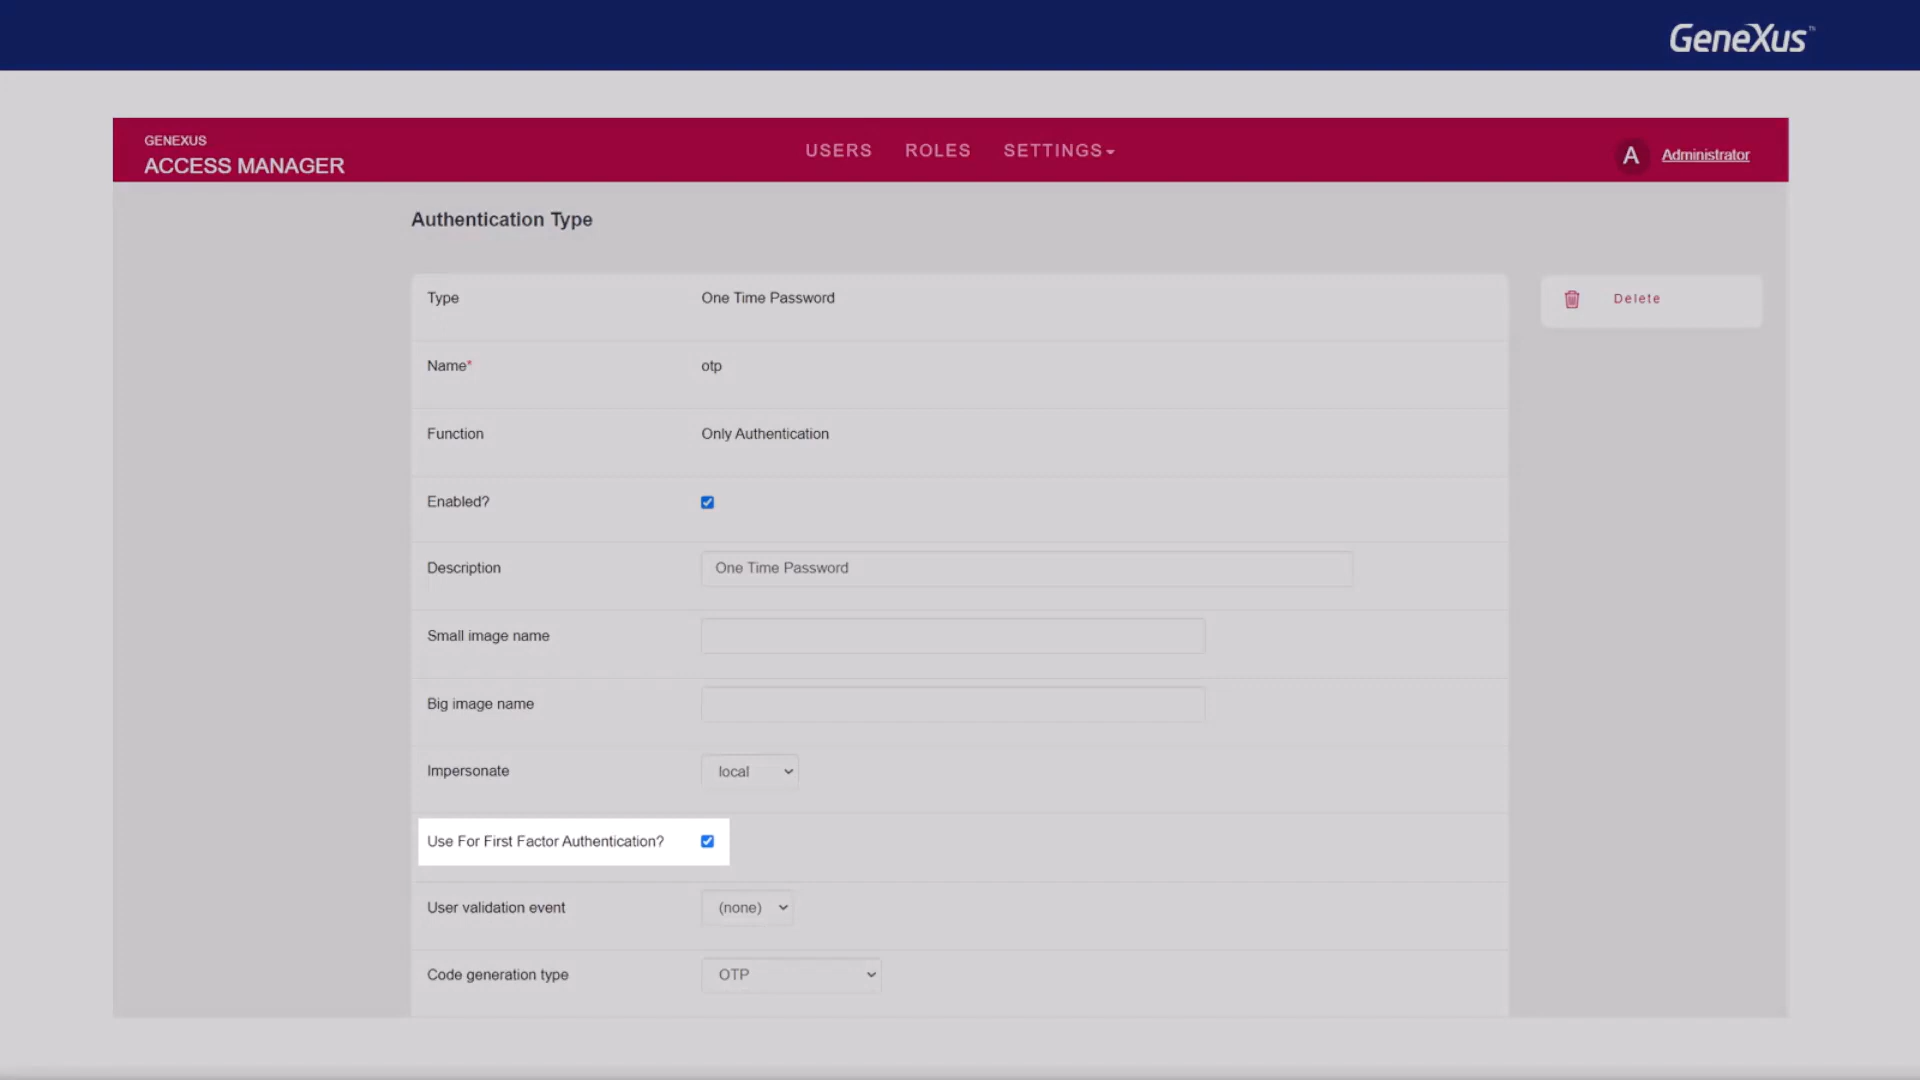 GeneXus™
GENEXUS
ACCESS MANAGER
USERS ROLES SETTINGS
A Administrator
Authentication Type
Type One Time Password
Delete
Name* otp
Function Only Authentication
Enabled?
Description One Time Password
Small image name
Big image name
Impersonate local
Use For First Factor Authentication?
User validation event (none)
Code generation type OTP